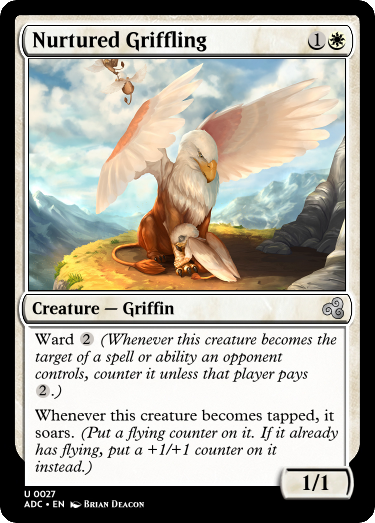 Nurtured Griffling 1
Creature — Griffin
Ward 2 (Whenever this creature becomes the
target of a spell or ability an opponent
controls, counter it unless that player pays
2.)
Whenever this creature becomes tapped, it
soars. (Put a flying counter on it. If it already
has flying, put a +1/+1 counter on it
instead.)
1/1
U 0027
ADC • EN Brian Deacon